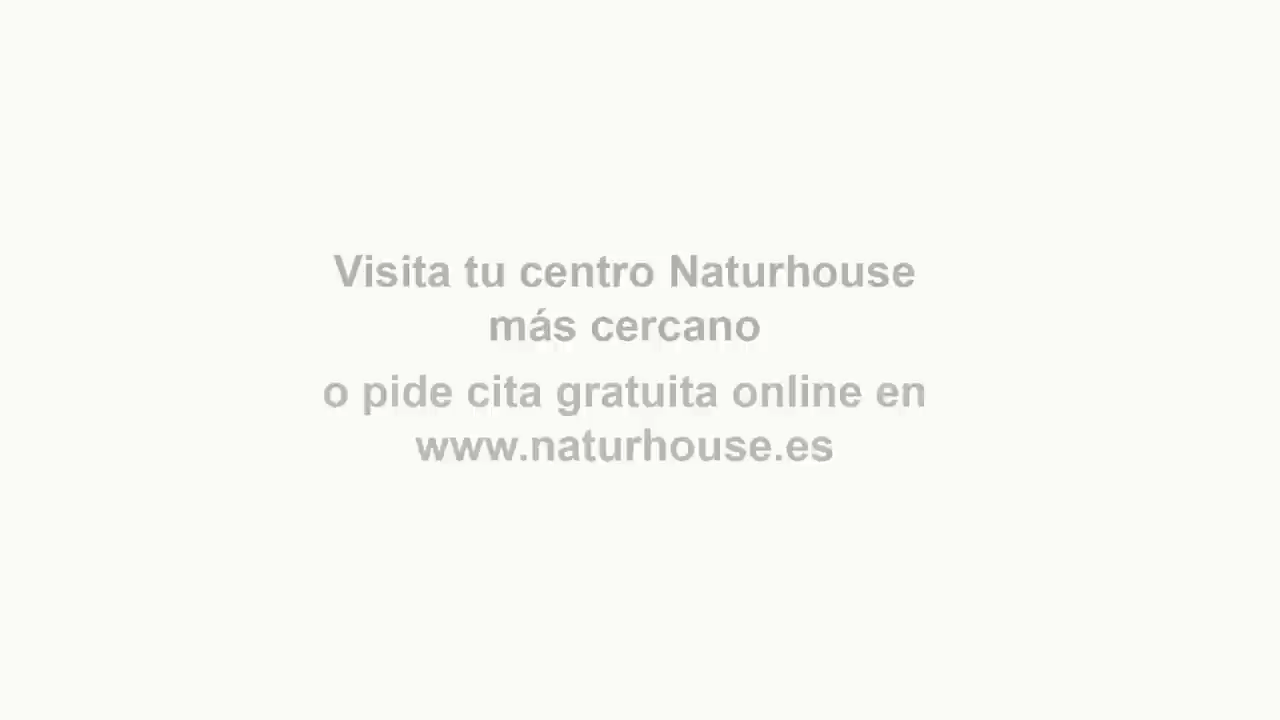 Visita tu centro Naturhouse
más cercano
o pide cita gratuita online en
www.naturhouse.es